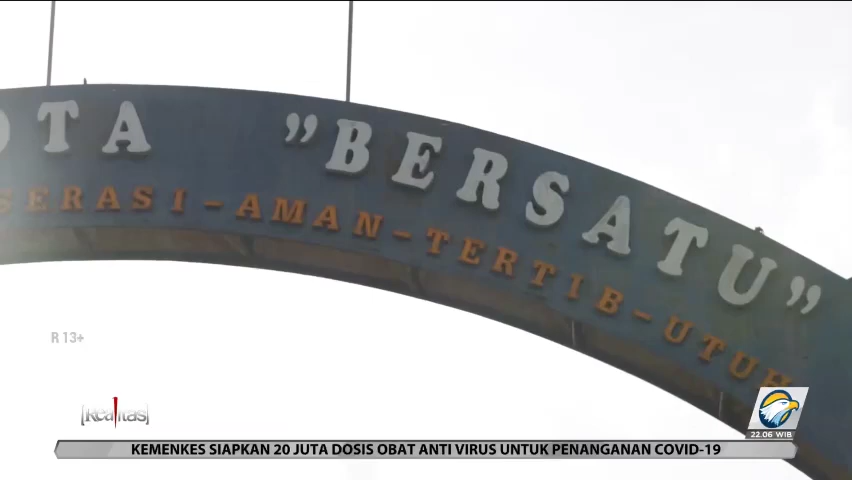 OTA "BERSATU"
SERASI-AMAN-TERTIB-UTUH
R 13+
[Realitas]
22.06 WIB
KEMENKES SIAPKAN 20 JUTA DOSIS OBAT ANTI VIRUS UNTUK PENANGANAN COVID-19